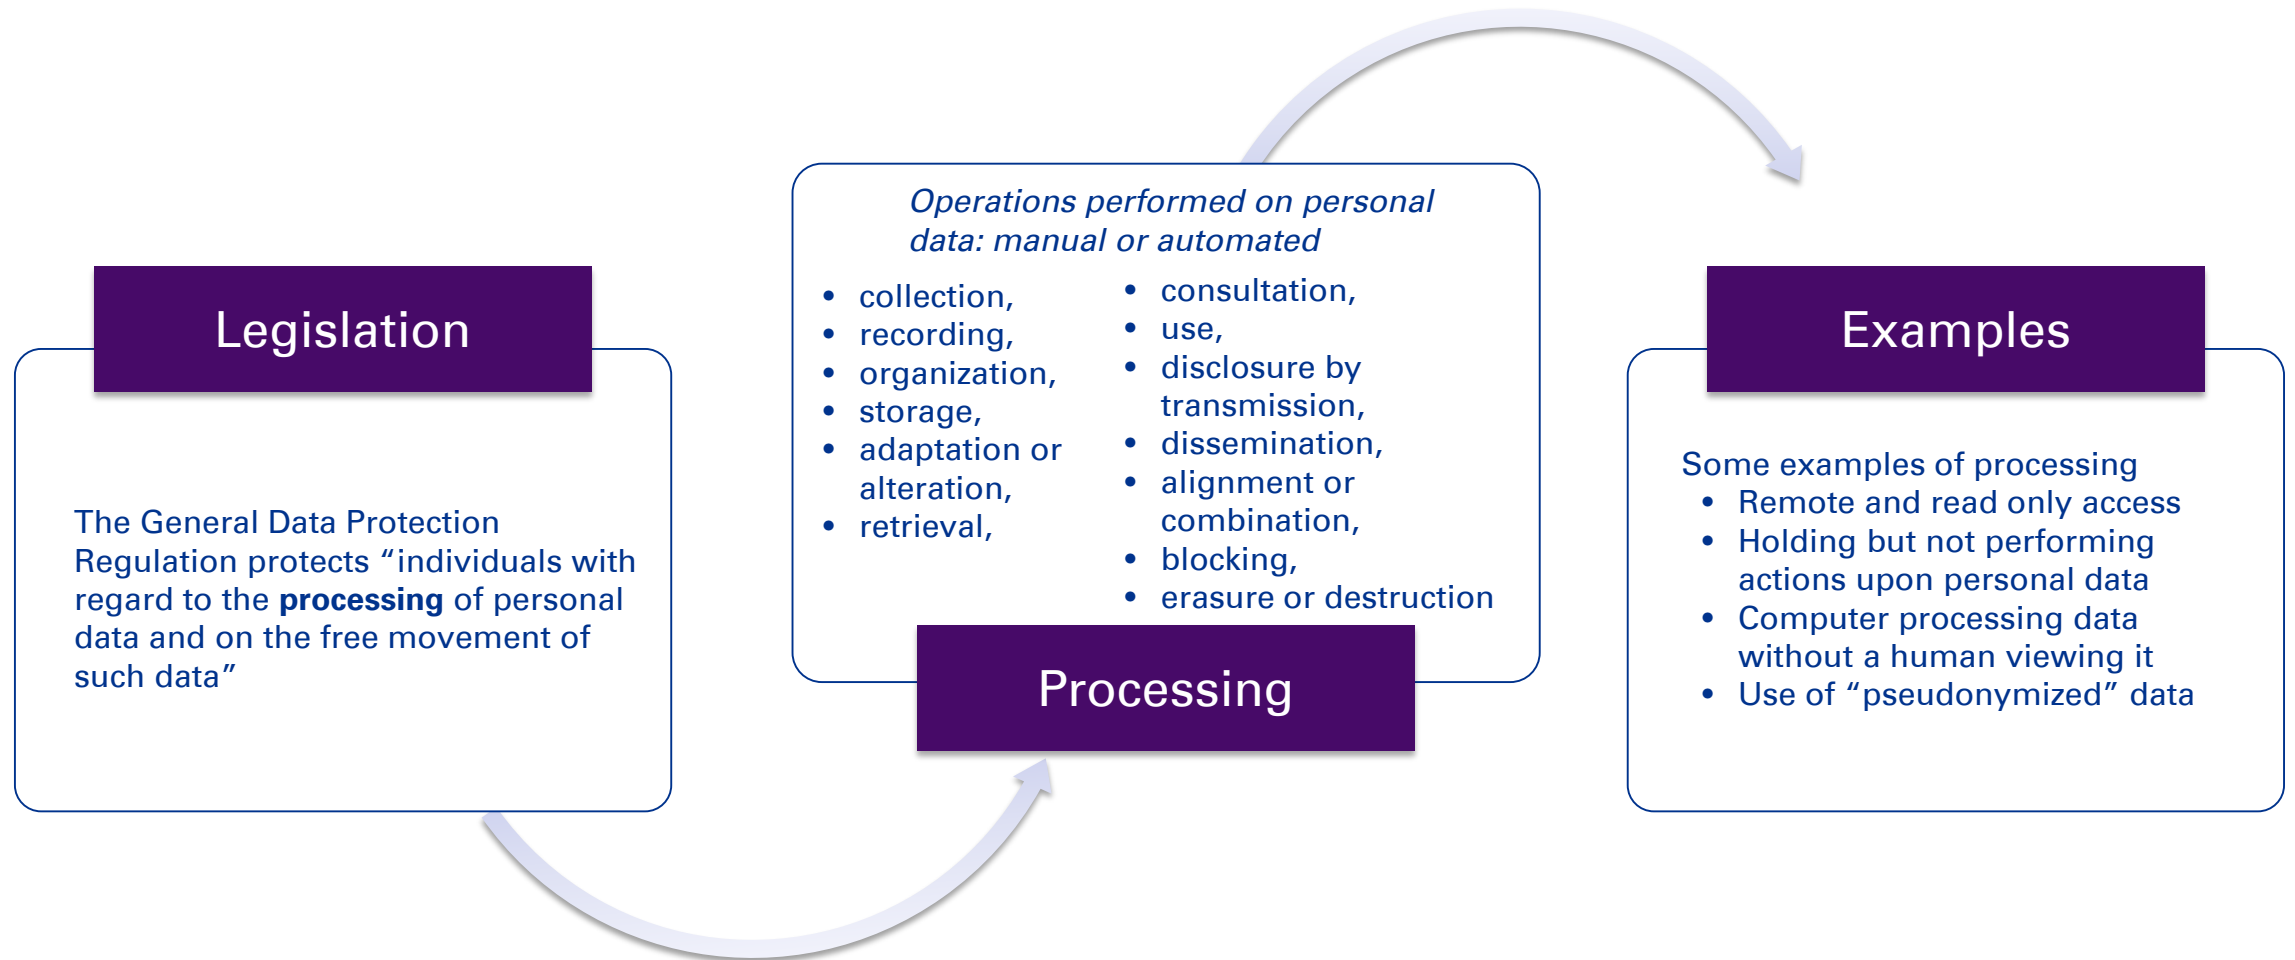 Legislation
The General Data Protection
Regulation protects “individuals with
regard to the processing of personal
data and on the free movement of
such data”
Operations performed on personal
data: manual or automated
• collection,
• recording,
• organization,
• storage,
• adaptation or
alteration,
• retrieval,
• consultation,
• use,
• disclosure by
transmission,
• dissemination,
• alignment or
combination,
• blocking,
• erasure or destruction
Processing
Examples
Some examples of processing
• Remote and read only access
• Holding but not performing
actions upon personal data
• Computer processing data
without a human viewing it
• Use of “pseudonymized” data